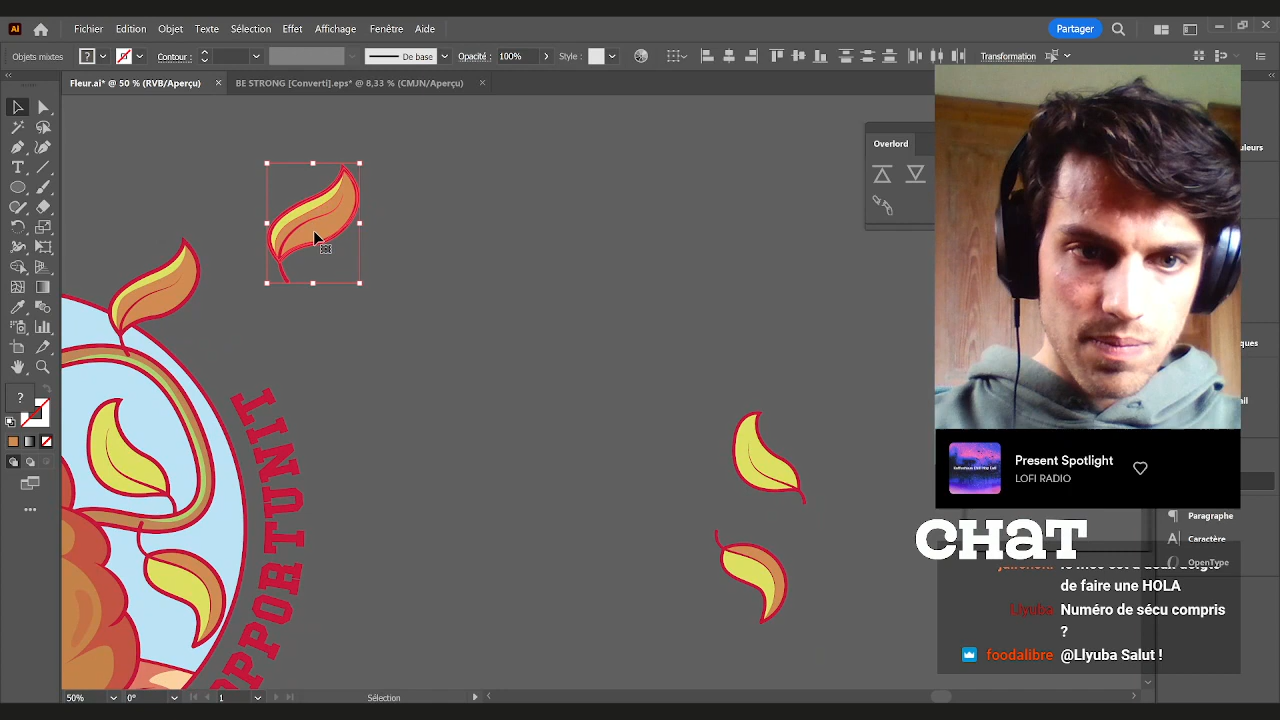 Ai
Fichier Edition Objet Texte Sélection Effet Affichage Fenêtre Aide
Partager
Objets mixtes
?
Contour :
De base
Opacité :
100%
Style :
Transformation
Fleur.ai* @ 50 % (RVB/Aperçu)
BE STRONG [Converti].eps* @ 8,33 % (CMJN/Aperçu)
Overlord
?
Present Spotlight
LOFI RADIO
CHAT
de faire une HOLA
Llyuba Numéro de sécu compris
?
foodalibre @Llyuba Salut !
Paragraphe
Caractère
OpenType
50%
0°
1
Sélection